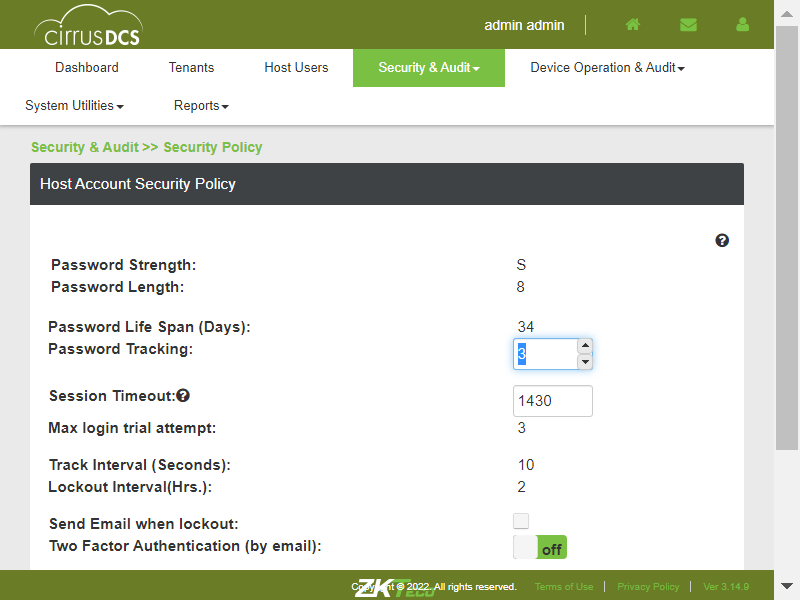 cirrusDCS
admin admin
Dashboard Tenants Host Users Security & Audit Device Operation & Audit
System Utilities Reports
Security & Audit >> Security Policy
Host Account Security Policy
Password Strength: S
Password Length: 8
Password Life Span (Days): 34
Password Tracking: 3
Session Timeout: 1430
Max login trial attempt: 3
Track Interval (Seconds): 10
Lockout Interval(Hrs.): 2
Send Email when lockout:
Two Factor Authentication (by email): off
ZKTeco
Copyright © 2022. All rights reserved. Terms of Use | Privacy Policy | Ver 3.14.9